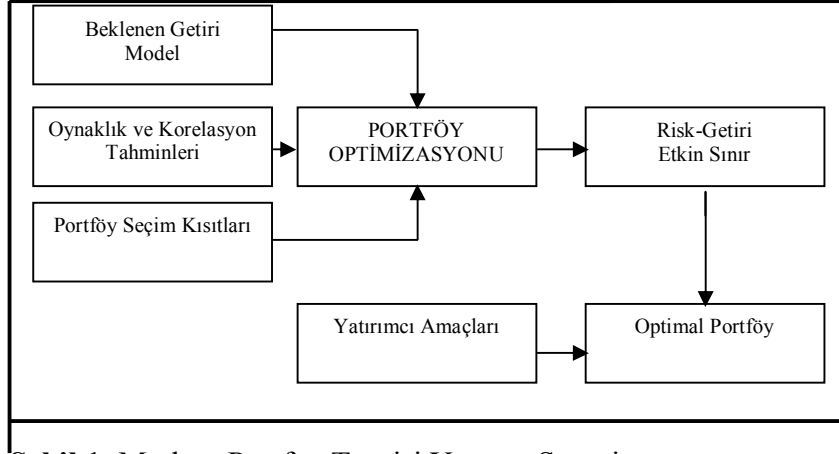 Beklenen Getiri
Model
Oynaklık ve Korelasyon
Tahminleri
PORTFÖY
OPTİMİZASYONU
Risk-Getiri
Etkin Sınır
Portföy Seçim Kısıtları
Yatırımcı Amaçları
Optimal Portföy